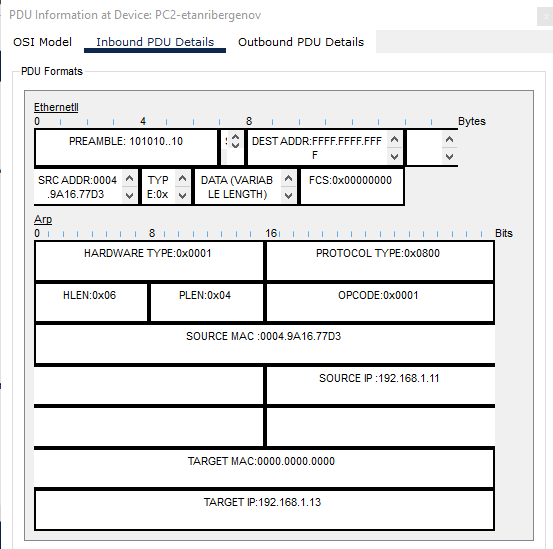 PDU Information at Device: PC2-etanribergenov
OSI Model Inbound PDU Details Outbound PDU Details
PDU Formats
EthernetII
0 4 8 Bytes
PREAMBLE: 101010..10 DEST ADDR:FFFF.FFFF.FFF
F
SRC ADDR:0004 TYP DATA (VARIAB FCS:0x00000000
.9A16.77D3 E:0x LE LENGTH)
Arp
0 8 16 Bits
HARDWARE TYPE:0x0001 PROTOCOL TYPE:0x0800
HLEN:0x06 PLEN:0x04 OPCODE:0x0001
SOURCE MAC :0004.9A16.77D3
SOURCE IP :192.168.1.11
TARGET MAC:0000.0000.0000
TARGET IP:192.168.1.13